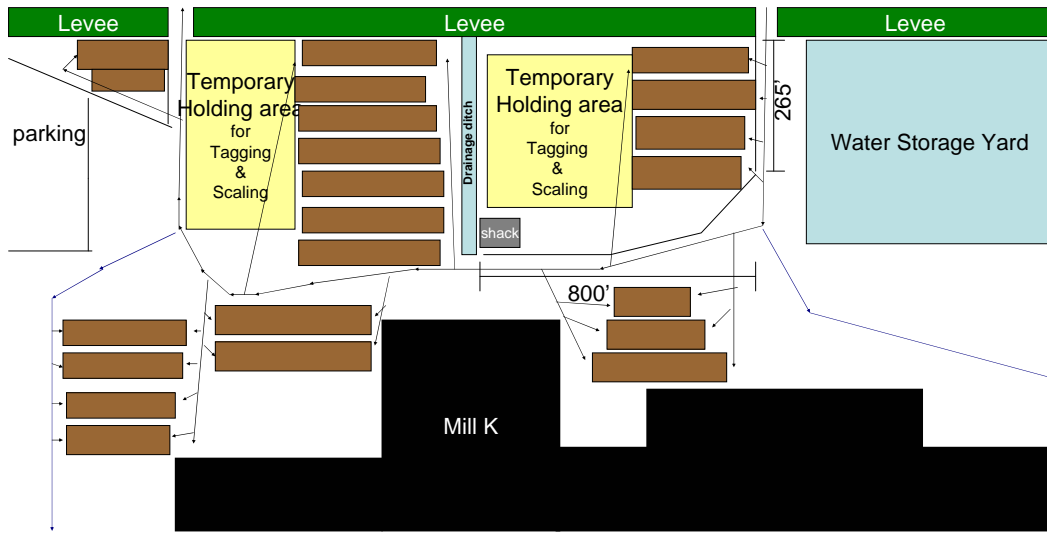 Levee
Levee
Levee
Temporary
Holding area
for
Tagging
&
Scaling
Drainage ditch
Temporary
Holding area
for
Tagging
&
Scaling
265'
parking
Water Storage Yard
shack
800'
Mill K